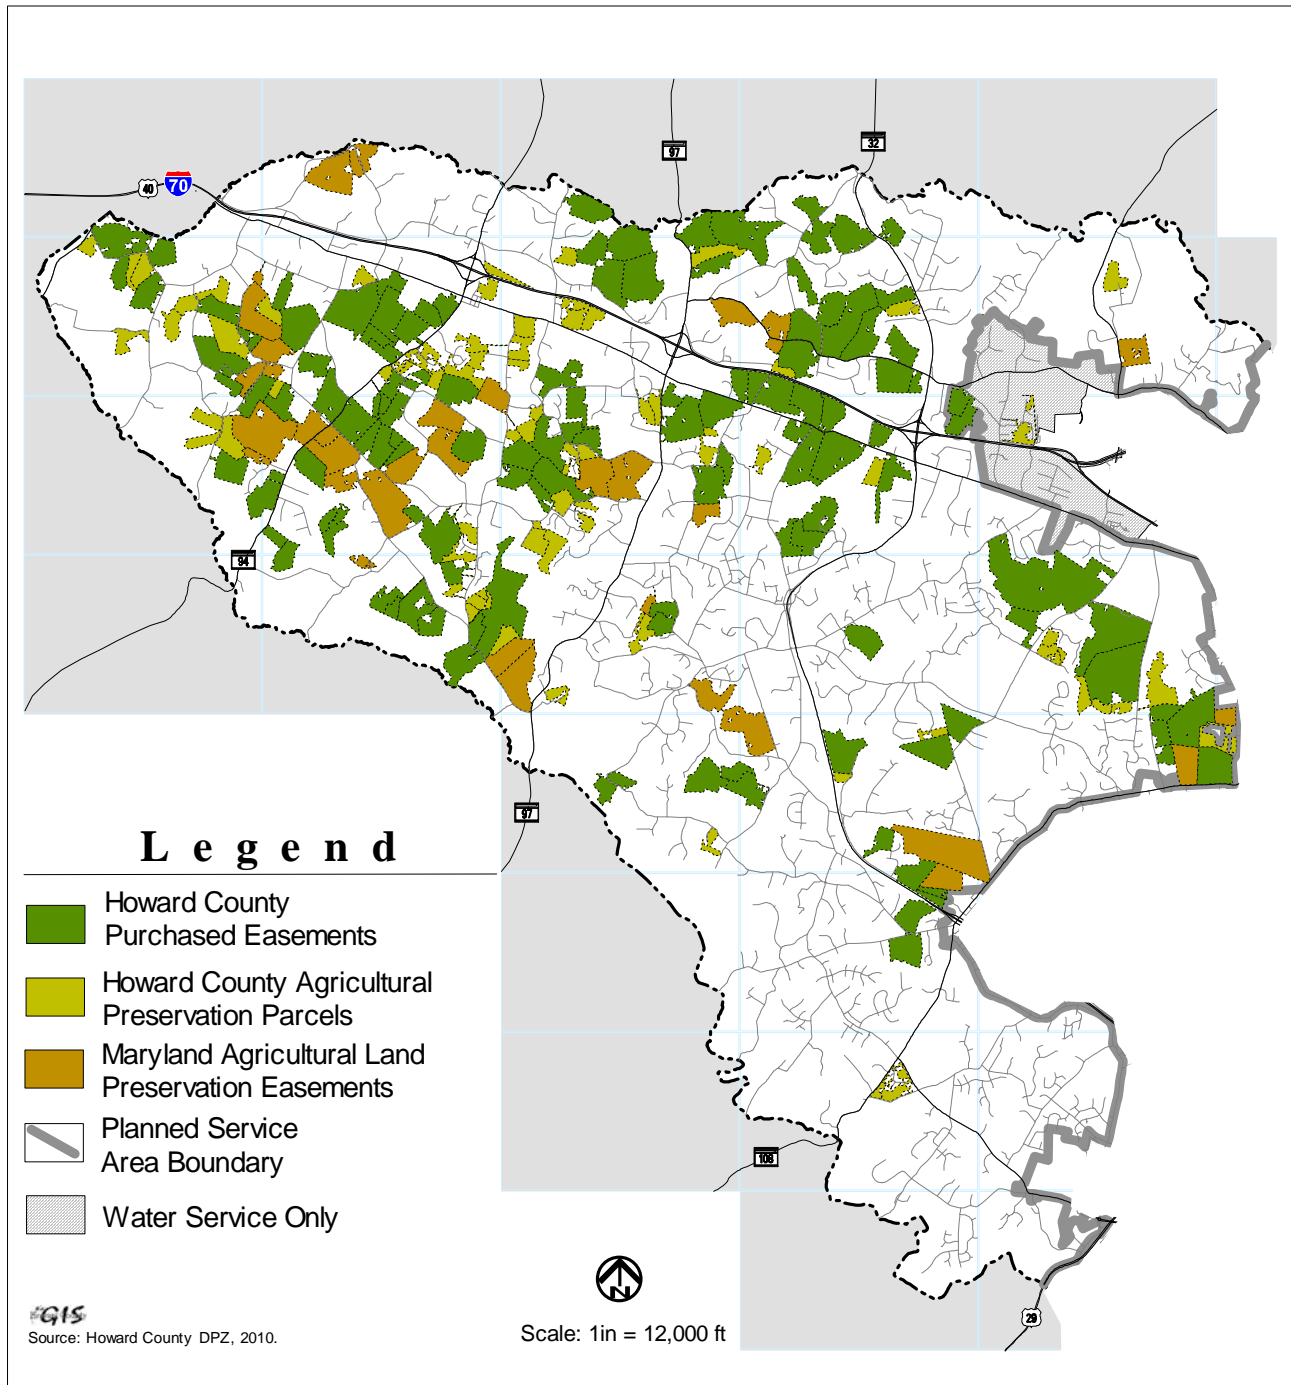 97
32
40
70
94
97
Legend
Howard County
Purchased Easements
Howard County Agricultural
Preservation Parcels
Maryland Agricultural Land
Preservation Easements
Planned Service
Area Boundary
108
Water Service Only
N
GIS
Source: Howard County DPZ, 2010.
Scale: 1in = 12,000 ft
29